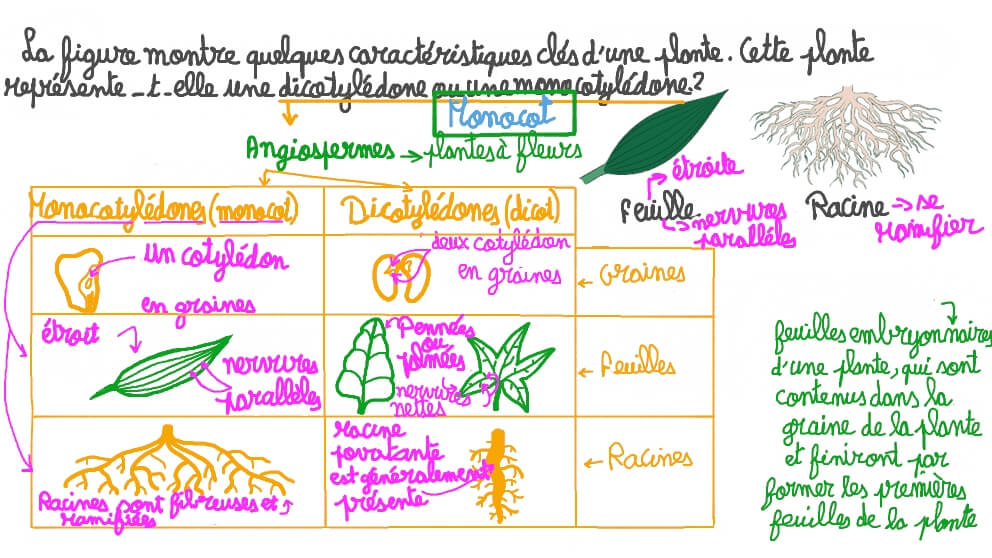 La figure montre quelques caractéristiques clés d'une plante. Cette plante
représente-t-elle une dicotylédone ou une monocotylédone?
Monocot
Angiospermes → plantes à fleurs
étroite
Feuille
nervures
parallèles
Racine → se
ramifier
Monocotylédones (monocot)
Dicotylédones (dicot)
Un cotylédon
en graines
deux cotylédon
en graines
← Graines
étroit
nervures
parallèles
Pennées
ou
palmées
nervures
nettes
← Feuilles
Racines sont fibreuses et
ramifiées
racine
pivotante
est généralement
présente
← Racines
feuilles embryonnaires
d'une plante, qui sont
contenus dans la
graine de la plante
et finiront par
former les premières
feuilles de la plante